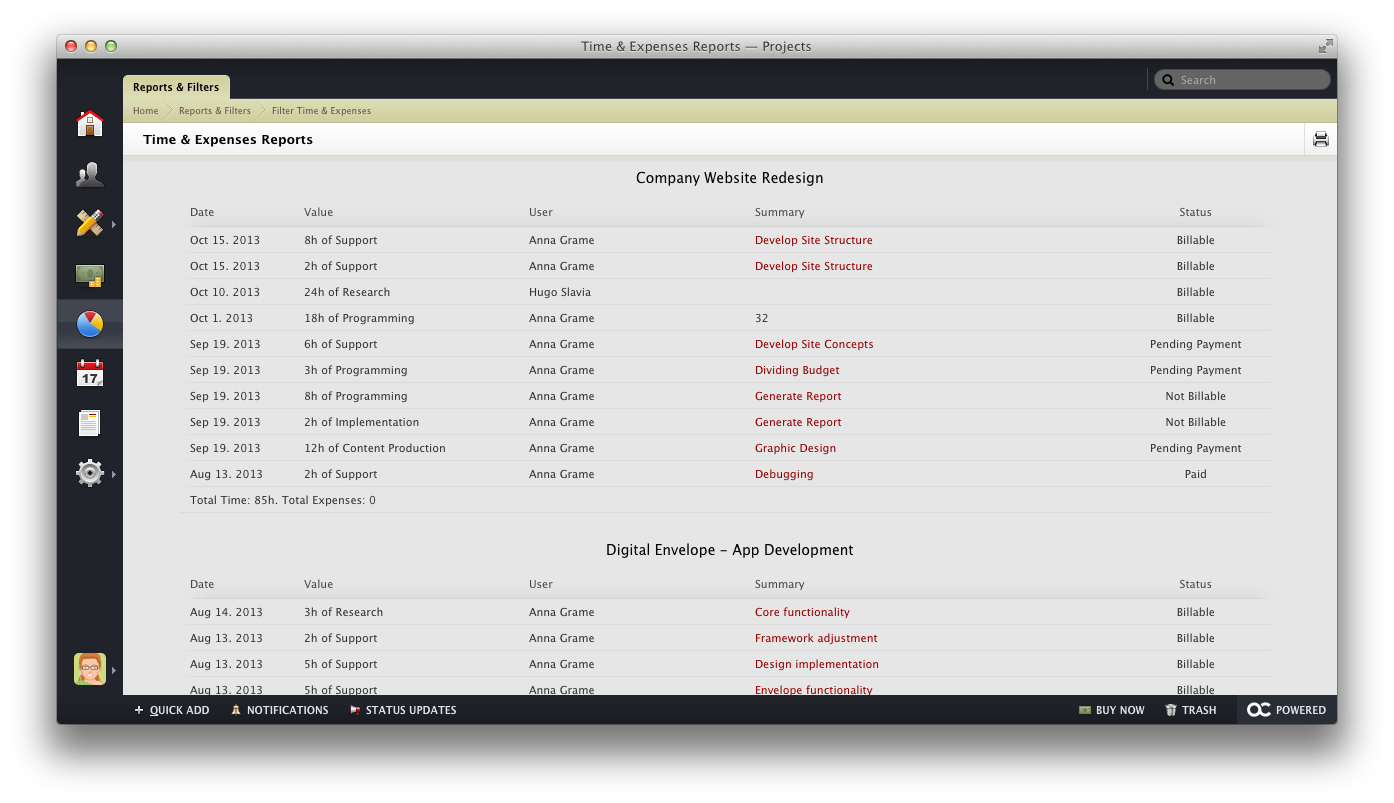 Time & Expenses Reports — Projects
Reports & Filters
Search
Home Reports & Filters Filter Time & Expenses
Time & Expenses Reports
17
Company Website Redesign
Date Value User Summary Status
Oct 15. 2013 8h of Support Anna Grame Develop Site Structure Billable
Oct 15. 2013 2h of Support Anna Grame Develop Site Structure Billable
Oct 10. 2013 24h of Research Hugo Slavia Billable
Oct 1. 2013 18h of Programming Anna Grame 32 Billable
Sep 19. 2013 6h of Support Anna Grame Develop Site Concepts Pending Payment
Sep 19. 2013 3h of Programming Anna Grame Dividing Budget Pending Payment
Sep 19. 2013 8h of Programming Anna Grame Generate Report Not Billable
Sep 19. 2013 2h of Implementation Anna Grame Generate Report Not Billable
Sep 19. 2013 12h of Content Production Anna Grame Graphic Design Pending Payment
Aug 13. 2013 2h of Support Anna Grame Debugging Paid
Total Time: 85h. Total Expenses: 0
Digital Envelope – App Development
Date Value User Summary Status
Aug 14. 2013 3h of Research Anna Grame Core functionality Billable
Aug 13. 2013 2h of Support Anna Grame Framework adjustment Billable
Aug 13. 2013 5h of Support Anna Grame Design implementation Billable
Aug 13. 2013 5h of Support Anna Grame Envelope functionality Billable
+ QUICK ADD NOTIFICATIONS STATUS UPDATES BUY NOW TRASH POWERED